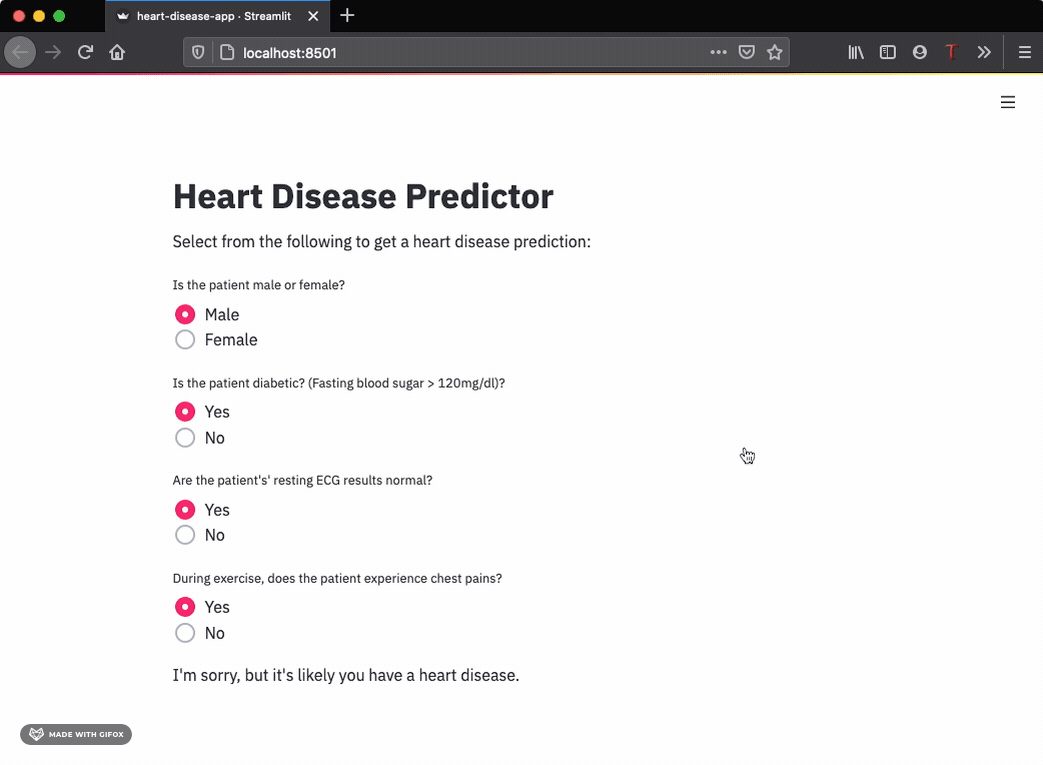 heart-disease-app · Streamlit
localhost:8501
T
Heart Disease Predictor
Select from the following to get a heart disease prediction:
Is the patient male or female?
Male
Female
Is the patient diabetic? (Fasting blood sugar > 120mg/dl)?
Yes
No
Are the patient's' resting ECG results normal?
Yes
No
During exercise, does the patient experience chest pains?
Yes
No
I'm sorry, but it's likely you have a heart disease.
MADE WITH GIFOX